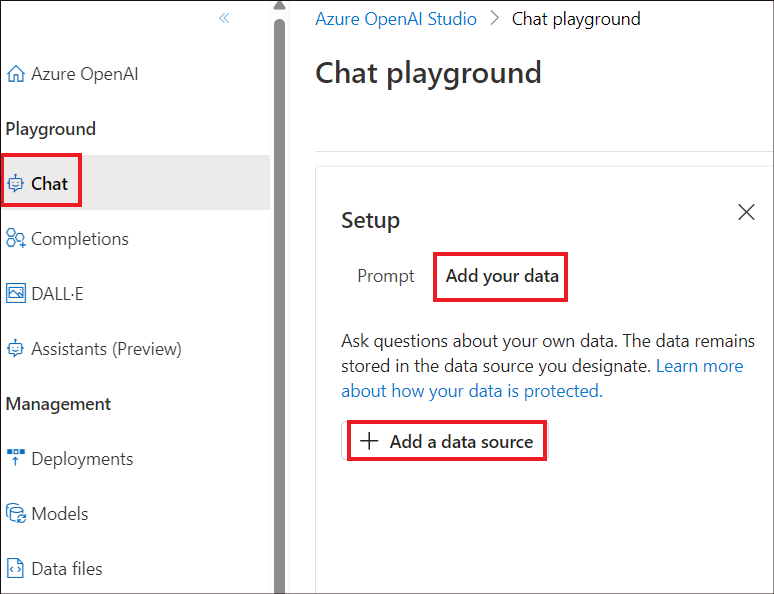 Azure OpenAI
Playground
Chat
Completions
DALL·E
Assistants (Preview)
Management
Deployments
Models
Data files
Azure OpenAI Studio > Chat playground
Chat playground
Setup
Prompt Add your data
Ask questions about your own data. The data remains
stored in the data source you designate. Learn more
about how your data is protected.
+ Add a data source